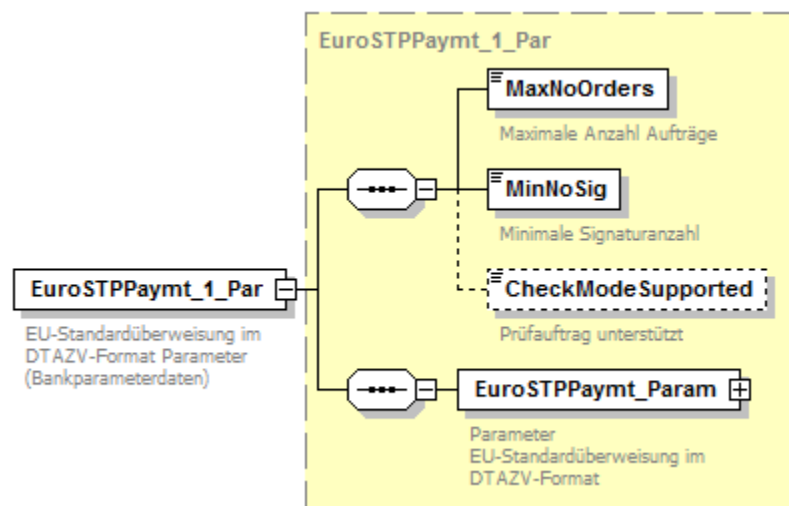 EuroSTPPaymt_1_Par
MaxNoOrders
Maximale Anzahl Aufträge
MinNoSig
Minimale Signaturanzahl
CheckModeSupported
Prüfauftrag unterstützt
EuroSTPPaymt_1_Par
EU-Standardüberweisung im
DTAZV-Format Parameter
(Bankparameterdaten)
EuroSTPPaymt_Param
Parameter
EU-Standardüberweisung im
DTAZV-Format